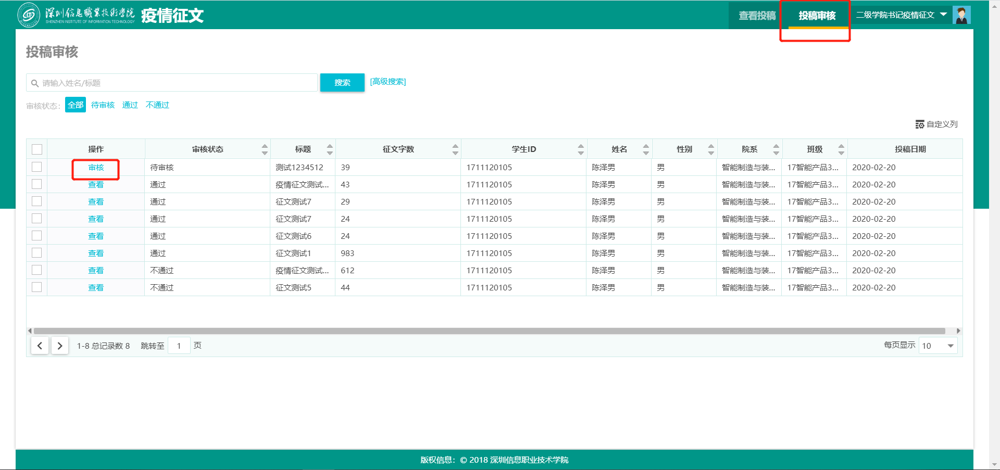 深圳信息職業技術學院
SHENZHEN INSTITUTE OF INFORMATION TECHNOLOGY
疫情征文
查看投稿 投稿审核 二级学院书记疫情征文
投稿审核
请输入姓名/标题 搜索 [高级搜索]
审核状态: 全部 待审核 通过 不通过
自定义列
操作 审核状态 标题 征文字数 学生ID 姓名 性别 院系 班级 投稿日期
审核 待审核 测试1234512 39 1711120105 陈泽男 男 智能制造与装... 17智能产品3... 2020-02-20
查看 通过 疫情征文测试... 43 1711120105 陈泽男 男 智能制造与装... 17智能产品3... 2020-02-20
查看 通过 征文测试7 29 1711120105 陈泽男 男 智能制造与装... 17智能产品3... 2020-02-20
查看 通过 征文测试7 24 1711120105 陈泽男 男 智能制造与装... 17智能产品3... 2020-02-20
查看 通过 征文测试6 24 1711120105 陈泽男 男 智能制造与装... 17智能产品3... 2020-02-20
查看 通过 征文测试1 983 1711120105 陈泽男 男 智能制造与装... 17智能产品3... 2020-02-20
查看 不通过 疫情征文测试... 612 1711120105 陈泽男 男 智能制造与装... 17智能产品3... 2020-02-20
查看 不通过 征文测试5 44 1711120105 陈泽男 男 智能制造与装... 17智能产品3... 2020-02-20
1-8 总记录数 8 跳转至 1 页 每页显示 10
版权信息：© 2018 深圳信息职业技术学院